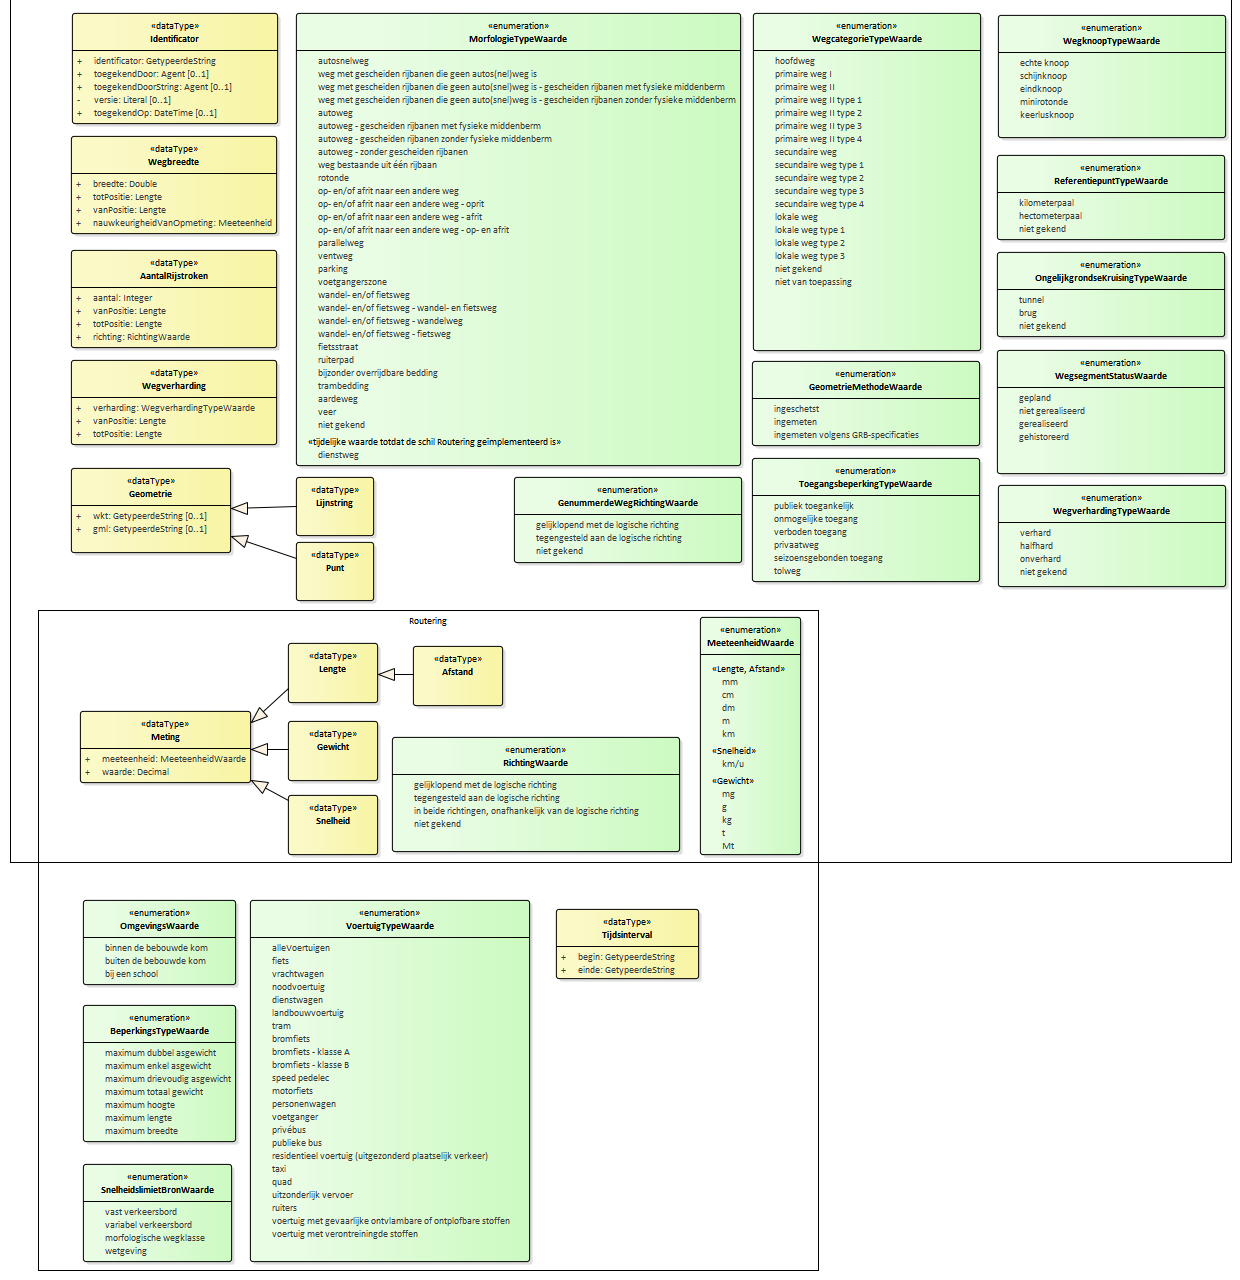 «dataType»
Identificator
+ identificator: GetypeerdeString
+ toegekendDoor: Agent [0..1]
+ toegekendDoorString: Agent [0..1]
- versie: Literal [0..1]
+ toegekendOp: DateTime [0..1]
«dataType»
Wegbreedte
+ breedte: Double
+ totPositie: Lengte
+ vanPositie: Lengte
+ nauwkeurigheidVanOpmeting: Meeteenheid
«dataType»
AantalRijstroken
+ aantal: Integer
+ vanPositie: Lengte
+ totPositie: Lengte
+ richting: RichtingWaarde
«dataType»
Wegverharding
+ verharding: WegverhardingTypeWaarde
+ vanPositie: Lengte
+ totPositie: Lengte
«dataType»
Geometrie
+ wkt: GetypeerdeString [0..1]
+ gml: GetypeerdeString [0..1]
«dataType»
Lijnstring
«dataType»
Punt
«enumeration»
MorfologieTypeWaarde
autosnelweg
weg met gescheiden rijbanen die geen autos(nel)weg is
weg met gescheiden rijbanen die geen auto(snel)weg is - gescheiden rijbanen met fysieke middenberm
weg met gescheiden rijbanen die geen auto(snel)weg is - gescheiden rijbanen zonder fysieke middenberm
autoweg
autoweg - gescheiden rijbanen met fysieke middenberm
autoweg - gescheiden rijbanen zonder fysieke middenberm
autoweg - zonder gescheiden rijbanen
weg bestaande uit één rijbaan
rotonde
op- en/of afrit naar een andere weg
op- en/of afrit naar een andere weg - oprit
op- en/of afrit naar een andere weg - afrit
op- en/of afrit naar een andere weg - op- en afrit
parallelweg
ventweg
parking
voetgangerszone
wandel- en/of fietsweg
wandel- en/of fietsweg - wandel- en fietsweg
wandel- en/of fietsweg - wandelweg
wandel- en/of fietsweg - fietsweg
fietsstraat
ruiterpad
bijzonder overrijdbare bedding
trambedding
aardeweg
veer
niet gekend
«tijdelijke waarde totdat de schil Routering geïmplementeerd is»
dienstweg
«enumeration»
GenummerdeWegRichtingWaarde
gelijklopend met de logische richting
tegengesteld aan de logische richting
niet gekend
«enumeration»
WegcategorieTypeWaarde
hoofdweg
primaire weg I
primaire weg II
primaire weg II type 1
primaire weg II type 2
primaire weg II type 3
primaire weg II type 4
secundaire weg
secundaire weg type 1
secundaire weg type 2
secundaire weg type 3
secundaire weg type 4
lokale weg
lokale weg type 1
lokale weg type 2
lokale weg type 3
niet gekend
niet van toepassing
«enumeration»
GeometrieMethodeWaarde
ingeschetst
ingemeten
ingemeten volgens GRB-specificaties
«enumeration»
ToegangsbeperkingTypeWaarde
publiek toegankelijk
onmogelijke toegang
verboden toegang
privaatweg
seizoensgebonden toegang
tolweg
«enumeration»
WegknoopTypeWaarde
echte knoop
schijnknoop
eindknoop
minirotonde
keerlusknoop
«enumeration»
ReferentiepuntTypeWaarde
kilometerpaal
hectometerpaal
niet gekend
«enumeration»
OngelijkgrondseKruisingTypeWaarde
tunnel
brug
niet gekend
«enumeration»
WegsegmentStatusWaarde
gepland
niet gerealiseerd
gerealiseerd
gehistoreerd
«enumeration»
WegverhardingTypeWaarde
verhard
halfhard
onverhard
niet gekend
Routering
«dataType»
Meting
+ meeteenheid: MeeteenheidWaarde
+ waarde: Decimal
«dataType»
Lengte
«dataType»
Afstand
«dataType»
Gewicht
«dataType»
Snelheid
«enumeration»
RichtingWaarde
gelijklopend met de logische richting
tegengesteld aan de logische richting
in beide richtingen, onafhankelijk van de logische richting
niet gekend
«enumeration»
MeeteenheidWaarde
«Lengte, Afstand»
mm
cm
dm
m
km
«Snelheid»
km/u
«Gewicht»
mg
g
kg
t
Mt
«enumeration»
OmgevingsWaarde
binnen de bebouwde kom
buiten de bebouwde kom
bij een school
«enumeration»
BeperkingsTypeWaarde
maximum dubbel asgewicht
maximum enkel asgewicht
maximum drievoudig asgewicht
maximum totaal gewicht
maximum hoogte
maximum lengte
maximum breedte
«enumeration»
SnelheidslimietBronWaarde
vast verkeersbord
variabel verkeersbord
morfologische wegklasse
wetgeving
«enumeration»
VoertuigTypeWaarde
alleVoertuigen
fiets
vrachtwagen
noodvoertuig
dienstwagen
landbouwvoertuig
tram
bromfiets
bromfiets - klasse A
bromfiets - klasse B
speed pedelec
motorfiets
personenwagen
voetganger
privébus
publieke bus
residentieel voertuig (uitgezonderd plaatselijk verkeer)
taxi
quad
uitzonderlijk vervoer
ruiters
voertuig met gevaarlijke ontvlambare of ontplofbare stoffen
voertuig met verontreiningde stoffen
«dataType»
Tijdsinterval
+ begin: GetypeerdeString
+ einde: GetypeerdeString